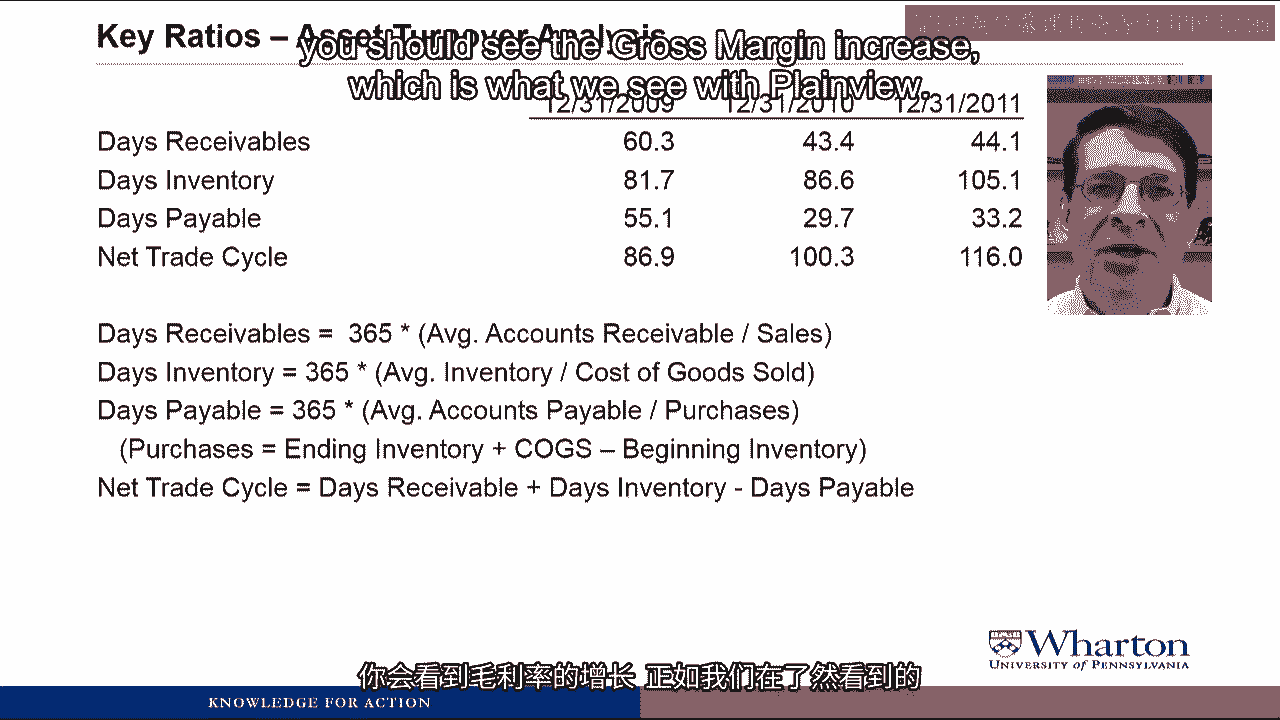 Key Ratios – Asset Turnover Analysis
you should see the Gross Margin increase,
which is what we see with Plainview.
12/31/2009 12/31/2010 12/31/2011
Days Receivables 60.3 43.4 44.1
Days Inventory 81.7 86.6 105.1
Days Payable 55.1 29.7 33.2
Net Trade Cycle 86.9 100.3 116.0
Days Receivables = 365 * (Avg. Accounts Receivable / Sales)
Days Inventory = 365 * (Avg. Inventory / Cost of Goods Sold)
Days Payable = 365 * (Avg. Accounts Payable / Purchases)
(Purchases = Ending Inventory + COGS – Beginning Inventory)
Net Trade Cycle = Days Receivable + Days Inventory - Days Payable
Wharton
UNIVERSITY of PENNSYLVANIA
你会看到毛利率的增长 正如我们在了然看到的
KNOWLEDGE FOR ACTION